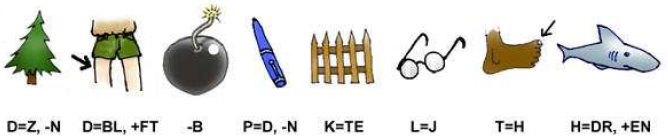 D=Z, -N D=BL, +FT -B P=D, -N K=TE L=J T=H H=DR, +EN